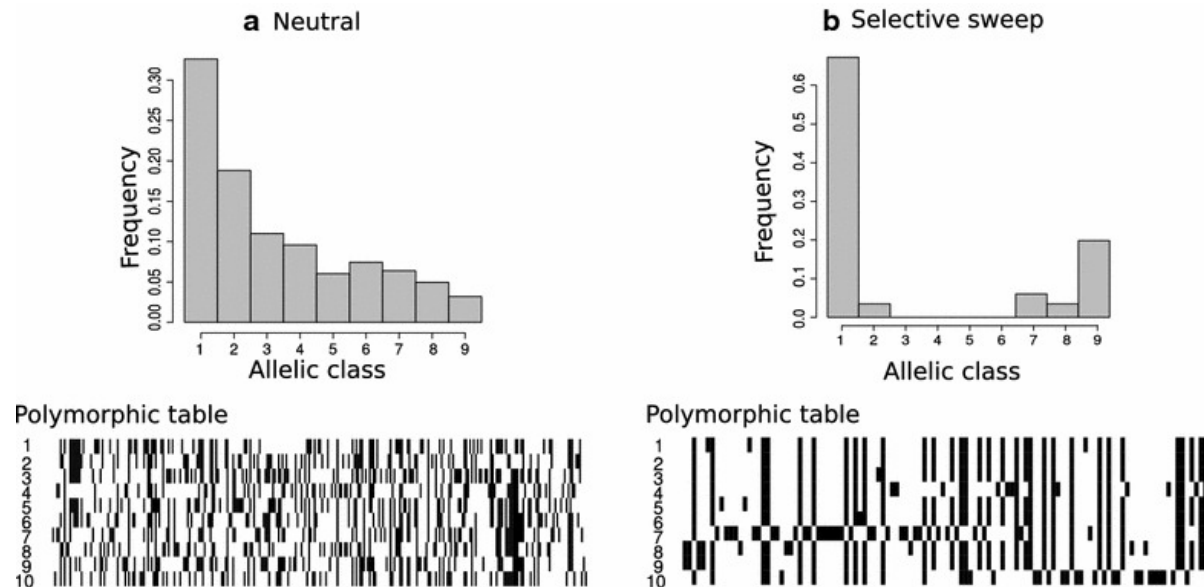 a Neutral
Frequency
0.00 0.05 0.10 0.15 0.20 0.25 0.30
1 2 3 4 5 6 7 8 9
Allelic class
Polymorphic table
1
2
3
4
5
6
7
8
9
10
b Selective sweep
Frequency
0.0 0.1 0.2 0.3 0.4 0.5 0.6
1 2 3 4 5 6 7 8 9
Allelic class
Polymorphic table
1
2
3
4
5
6
7
8
9
10